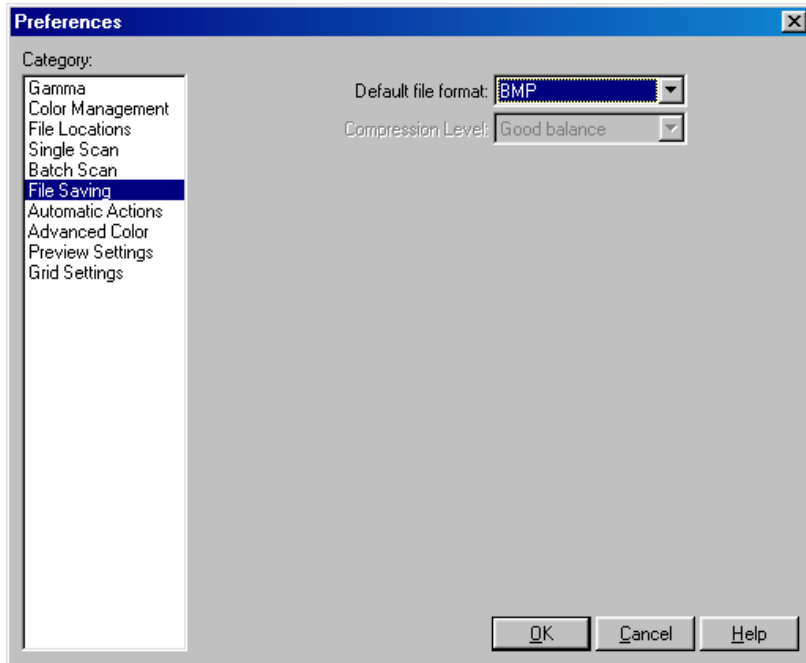 Preferences
Category:
Gamma
Color Management
File Locations
Single Scan
Batch Scan
File Saving
Automatic Actions
Advanced Color
Preview Settings
Grid Settings
Default file format: BMP
Compression Level: Good balance
OK Cancel Help